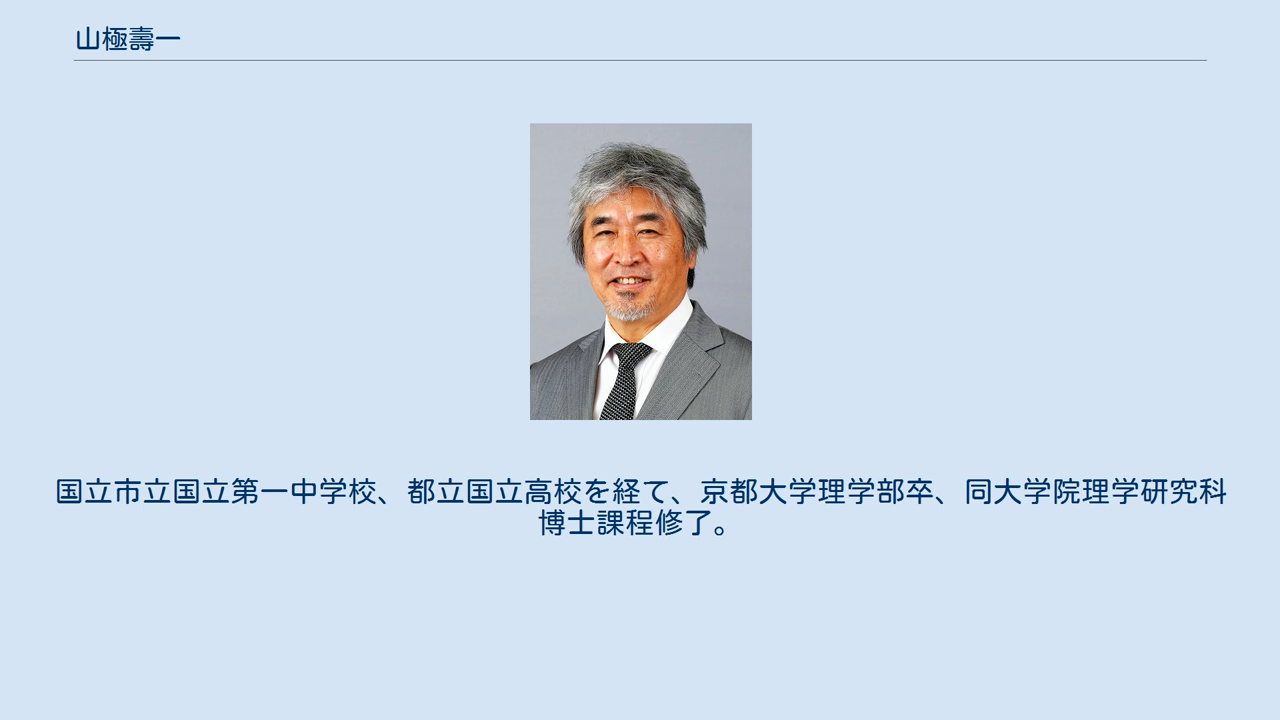 山極壽一
国立市立国立第一中学校、都立国立高校を経て、京都大学理学部卒、同大学院理学研究科
博士課程修了。